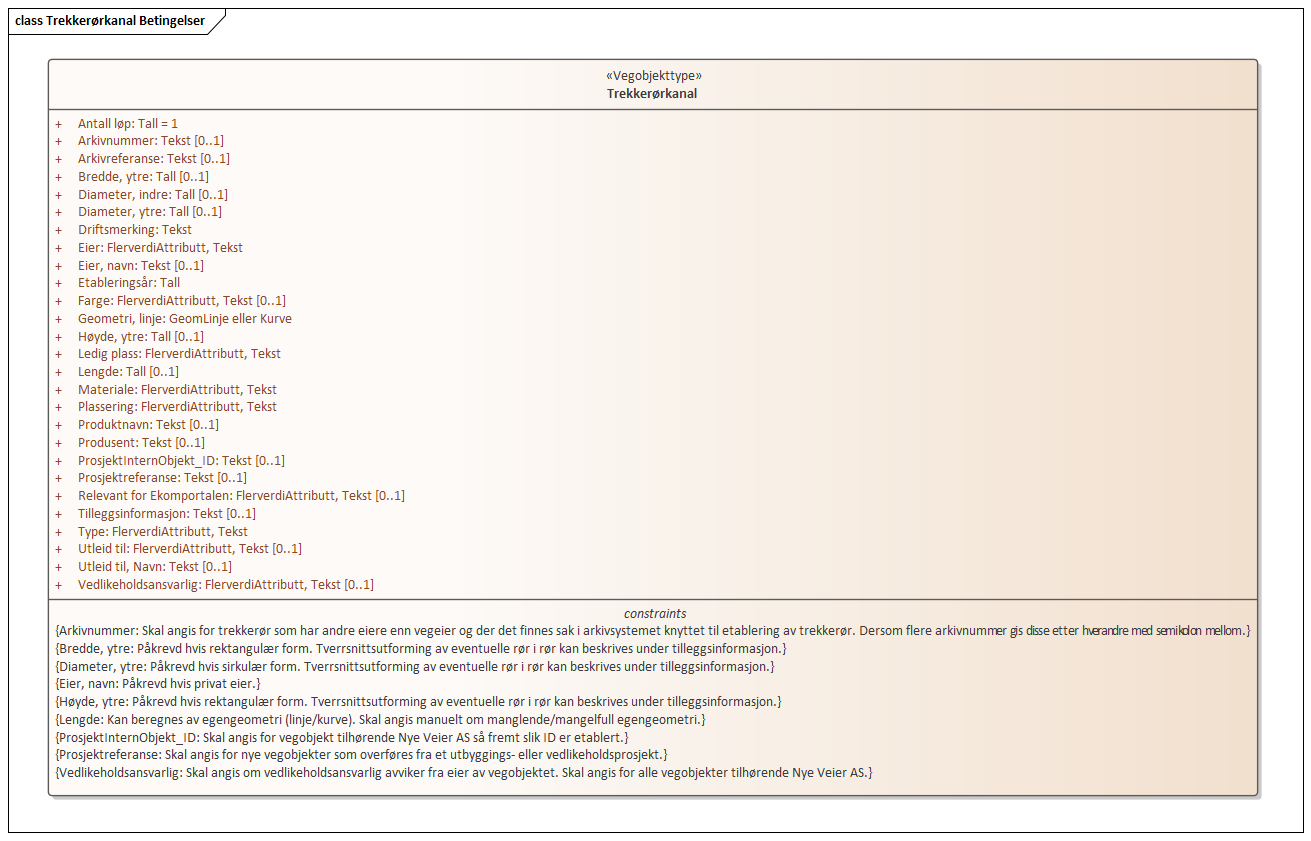 class Trekkerørkanal Betingelser
«Vegobjekttype»
Trekkerørkanal
+ Antall løp: Tall = 1
+ Arkivnummer: Tekst [0..1]
+ Arkivreferanse: Tekst [0..1]
+ Bredde, ytre: Tall [0..1]
+ Diameter, indre: Tall [0..1]
+ Diameter, ytre: Tall [0..1]
+ Driftsmerking: Tekst
+ Eier: FlerverdiAttributt, Tekst
+ Eier, navn: Tekst [0..1]
+ Etableringsår: Tall
+ Farge: FlerverdiAttributt, Tekst [0..1]
+ Geometri, linje: GeomLinje eller Kurve
+ Høyde, ytre: Tall [0..1]
+ Ledig plass: FlerverdiAttributt, Tekst
+ Lengde: Tall [0..1]
+ Materiale: FlerverdiAttributt, Tekst
+ Plassering: FlerverdiAttributt, Tekst
+ Produktnavn: Tekst [0..1]
+ Produsent: Tekst [0..1]
+ ProsjektInternObjekt_ID: Tekst [0..1]
+ Prosjektreferanse: Tekst [0..1]
+ Relevant for Ekomportalen: FlerverdiAttributt, Tekst [0..1]
+ Tilleggsinformasjon: Tekst [0..1]
+ Type: FlerverdiAttributt, Tekst
+ Utleid til: FlerverdiAttributt, Tekst [0..1]
+ Utleid til, Navn: Tekst [0..1]
+ Vedlikeholdsansvarlig: FlerverdiAttributt, Tekst [0..1]
constraints
{Arkivnummer: Skal angis for trekkerør som har andre eiere enn vegeier og der det finnes sak i arkivsystemet knyttet til etablering av trekkerør. Dersom flere arkivnummer gis disse etter hverandre med semikolon mellom.}
{Bredde, ytre: Påkrevd hvis rektangulær form. Tverrsnittsutforming av eventuelle rør i rør kan beskrives under tilleggsinformasjon.}
{Diameter, ytre: Påkrevd hvis sirkulær form. Tverrsnittsutforming av eventuelle rør i rør kan beskrives under tilleggsinformasjon.}
{Eier, navn: Påkrevd hvis privat eier.}
{Høyde, ytre: Påkrevd hvis rektangulær form. Tverrsnittsutforming av eventuelle rør i rør kan beskrives under tilleggsinformasjon.}
{Lengde: Kan beregnes av egengeometri (linje/kurve). Skal angis manuelt om manglende/mangelfull egengeometri.}
{ProsjektInternObjekt_ID: Skal angis for vegobjekt tilhørende Nye Veier AS så fremt slik ID er etablert.}
{Prosjektreferanse: Skal angis for nye vegobjekter som overføres fra et utbyggings- eller vedlikeholdsprosjekt.}
{Vedlikeholdsansvarlig: Skal angis om vedlikeholdsansvarlig avviker fra eier av vegobjektet. Skal angis for alle vegobjekter tilhørende Nye Veier AS.}